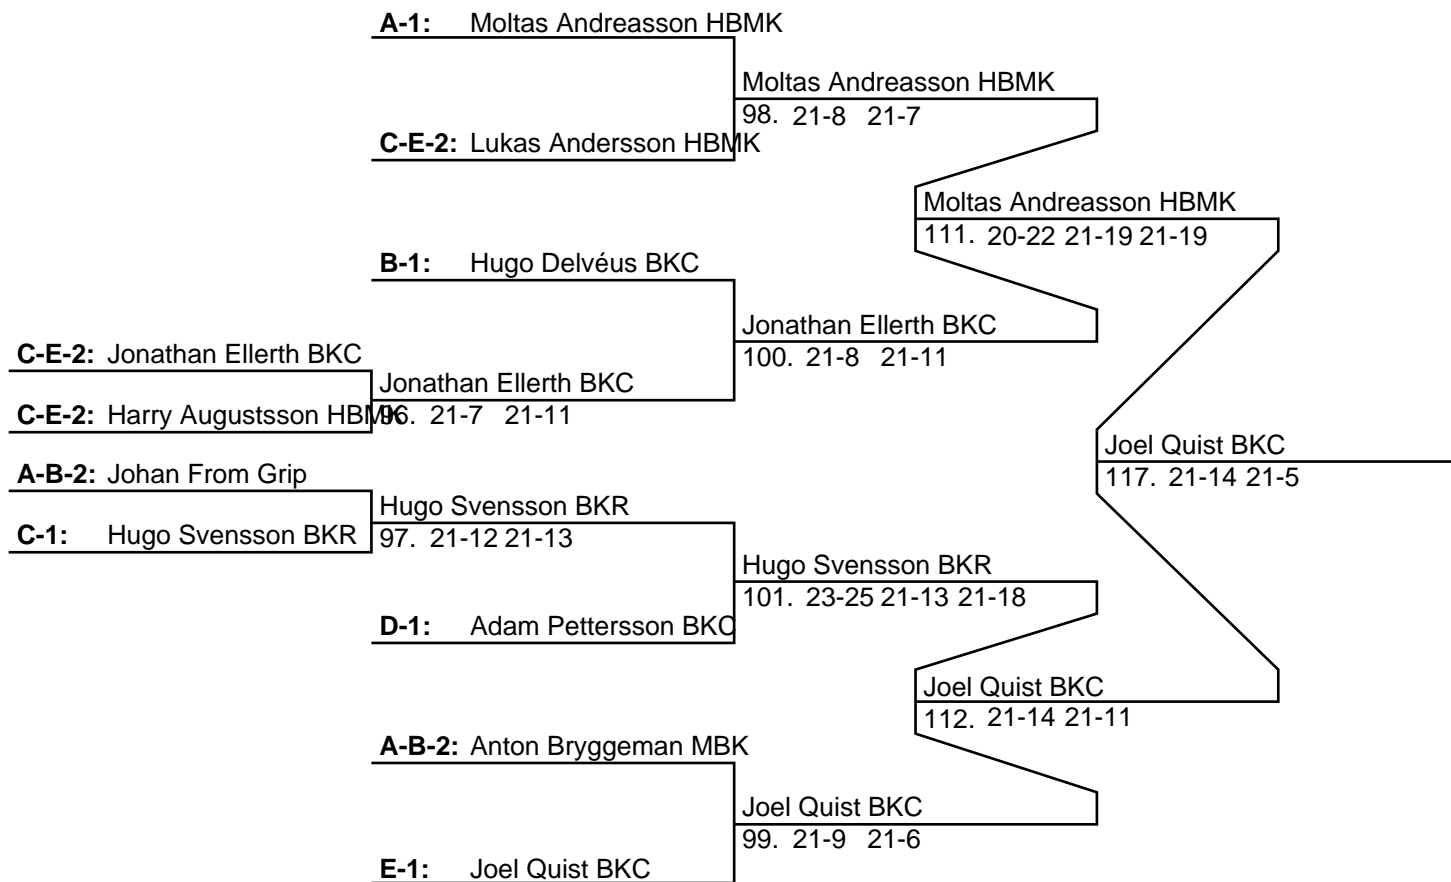 A-1: Moltas Andreasson HBMK
Moltas Andreasson HBMK
98. 21-8 21-7
C-E-2: Lukas Andersson HBMK
Moltas Andreasson HBMK
111. 20-22 21-19 21-19
B-1: Hugo Delvéus BKC
Jonathan Ellerth BKC
100. 21-8 21-11
C-E-2: Jonathan Ellerth BKC
Jonathan Ellerth BKC
C-E-2: Harry Augustsson HBMK
96. 21-7 21-11
Joel Quist BKC
117. 21-14 21-5
A-B-2: Johan From Grip
Hugo Svensson BKR
C-1: Hugo Svensson BKR
97. 21-12 21-13
Hugo Svensson BKR
101. 23-25 21-13 21-18
D-1: Adam Pettersson BKC
Joel Quist BKC
112. 21-14 21-11
A-B-2: Anton Bryggeman MBK
Joel Quist BKC
99. 21-9 21-6
E-1: Joel Quist BKC